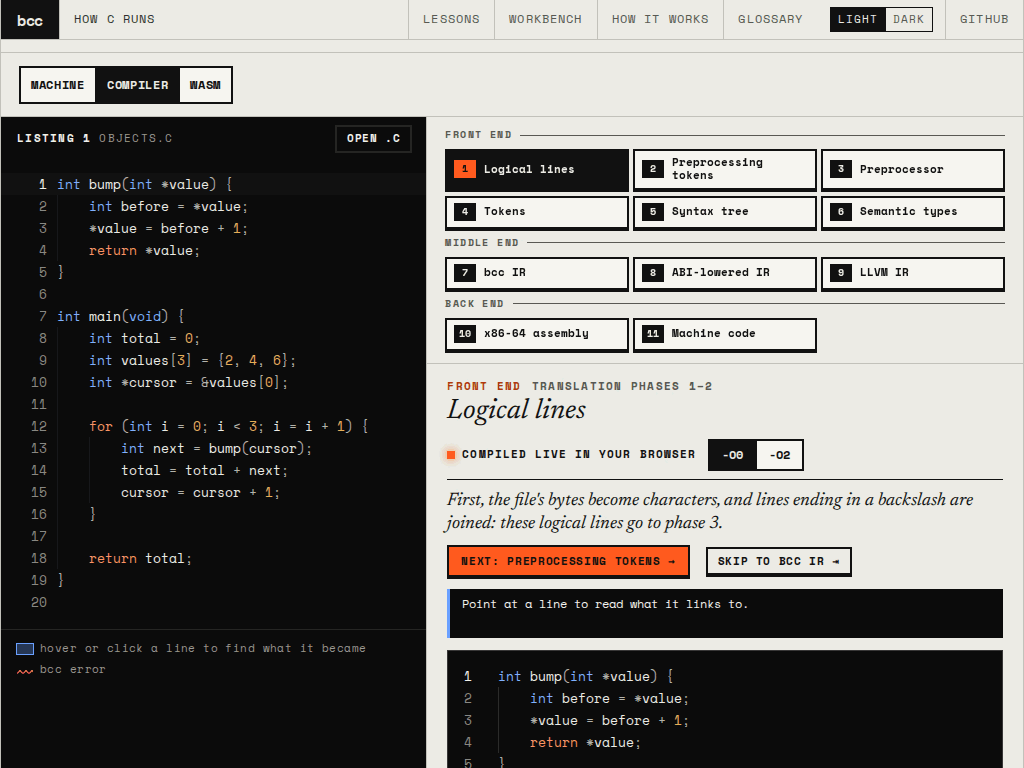 bcc HOW C RUNS LESSONS WORKBENCH HOW IT WORKS GLOSSARY LIGHT DARK GITHUB
MACHINE COMPILER WASM
LISTING 1 OBJECTS.C OPEN .C
1 int bump(int *value) {
2 int before = *value;
3 *value = before + 1;
4 return *value;
5 }
6
7 int main(void) {
8 int total = 0;
9 int values[3] = {2, 4, 6};
10 int *cursor = &values[0];
11
12 for (int i = 0; i < 3; i = i + 1) {
13 int next = bump(cursor);
14 total = total + next;
15 cursor = cursor + 1;
16 }
17
18 return total;
19 }
20
hover or click a line to find what it became
bcc error
FRONT END
1 Logical lines
2 Preprocessing
tokens
3 Preprocessor
4 Tokens
5 Syntax tree
6 Semantic types
MIDDLE END
7 bcc IR
8 ABI-lowered IR
9 LLVM IR
BACK END
10 x86-64 assembly
11 Machine code
FRONT END TRANSLATION PHASES 1–2
Logical lines
COMPILED LIVE IN YOUR BROWSER -O0 -O2
First, the file's bytes become characters, and lines ending in a backslash are
joined: these logical lines go to phase 3.
NEXT: PREPROCESSING TOKENS → SKIP TO BCC IR ⇥
Point at a line to read what it links to.
1 int bump(int *value) {
2 int before = *value;
3 *value = before + 1;
4 return *value;
5 }